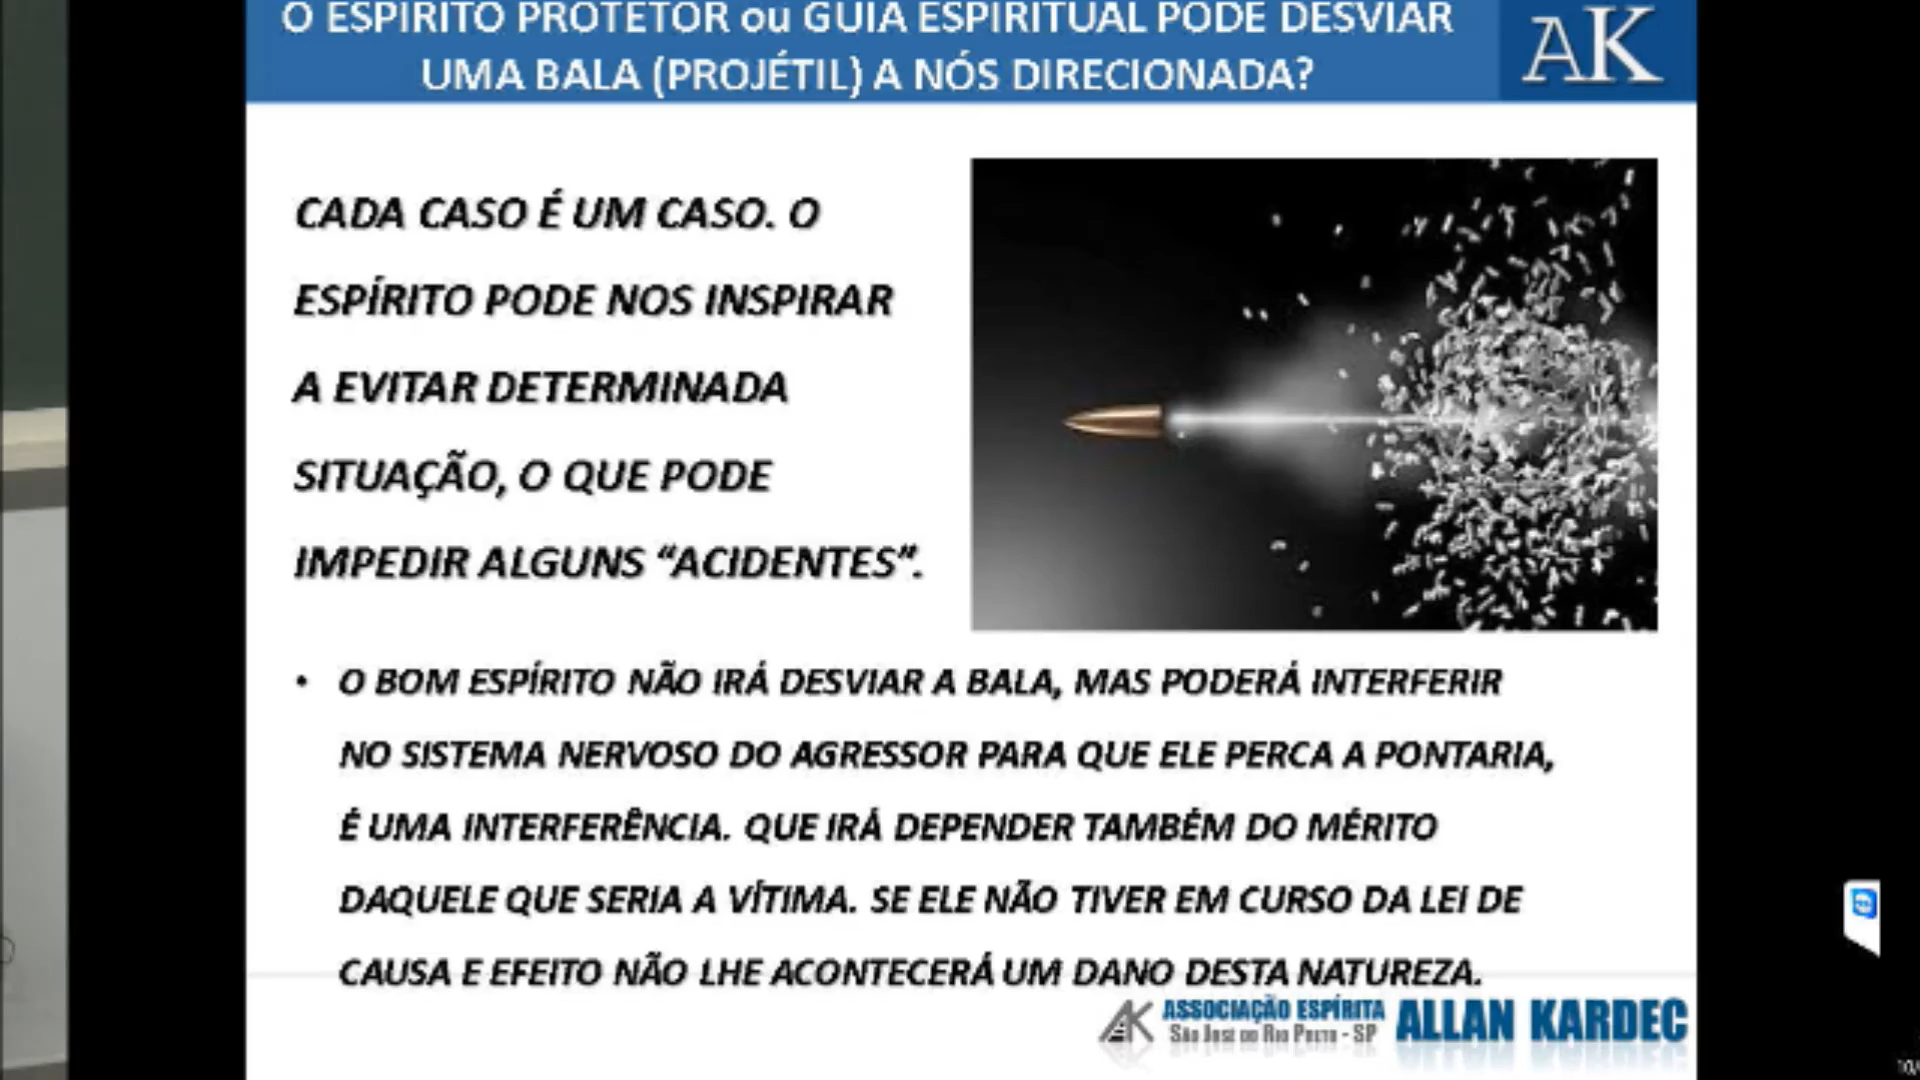 O ESPÍRITO PROTETOR ou GUIA ESPIRITUAL PODE DESVIAR
UMA BALA (PROJÉTIL) A NÓS DIRECIONADA?
AK
CADA CASO É UM CASO. O
ESPÍRITO PODE NOS INSPIRAR
A EVITAR DETERMINADA
SITUAÇÃO, O QUE PODE
IMPEDIR ALGUNS “ACIDENTES”.
• O BOM ESPÍRITO NÃO IRÁ DESVIAR A BALA, MAS PODERÁ INTERFERIR
NO SISTEMA NERVOSO DO AGRESSOR PARA QUE ELE PERCA A PONTARIA,
É UMA INTERFERÊNCIA. QUE IRÁ DEPENDER TAMBÉM DO MÉRITO
DAQUELE QUE SERIA A VÍTIMA. SE ELE NÃO TIVER EM CURSO DA LEI DE
CAUSA E EFEITO NÃO LHE ACONTECERÁ UM DANO DESTA NATUREZA.
AK ASSOCIAÇÃO ESPÍRITA ALLAN KARDEC
São José do Rio Preto - SP